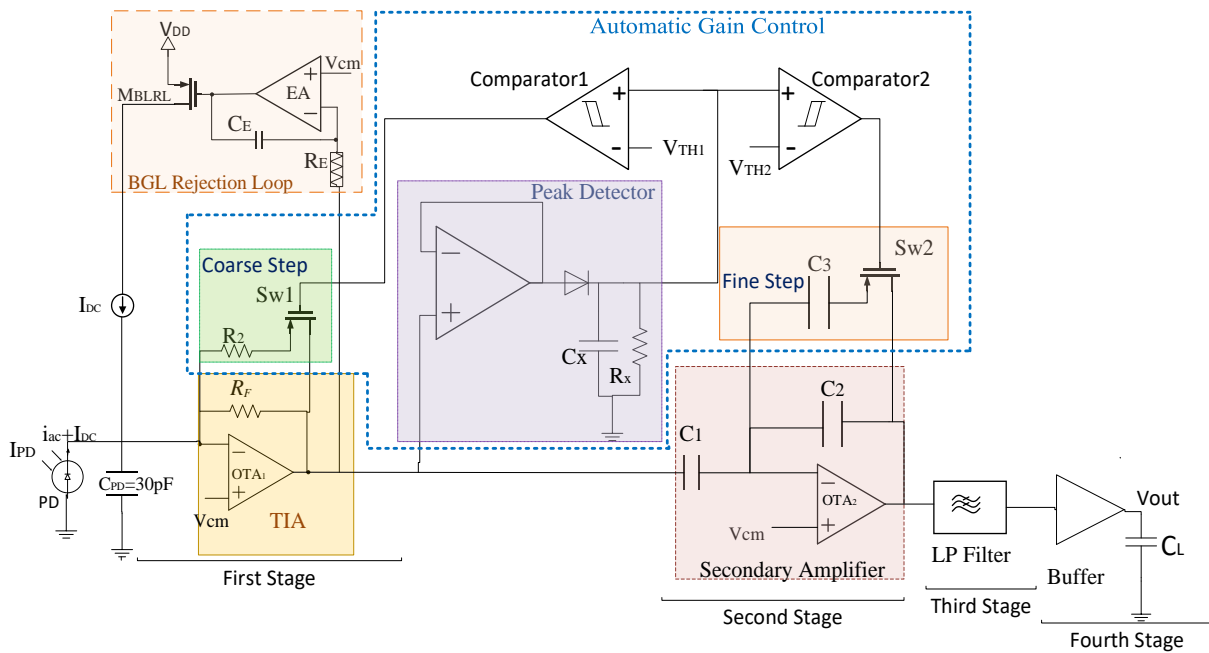 Automatic Gain Control
VDD
Vcm
MBLRL
EA
CE
RE
BGL Rejection Loop
Comparator1
Comparator2
VTH1
VTH2
Peak Detector
Coarse Step
Sw1
R2
Cx
Rx
Fine Step
C3
Sw2
IDC
RF
iac+IDC
IPD
PD
CPD=30pF
OTA1
Vcm
TIA
First Stage
C1
C2
OTA2
Vcm
Secondary Amplifier
Second Stage
LP Filter
Third Stage
Buffer
Vout
CL
Fourth Stage